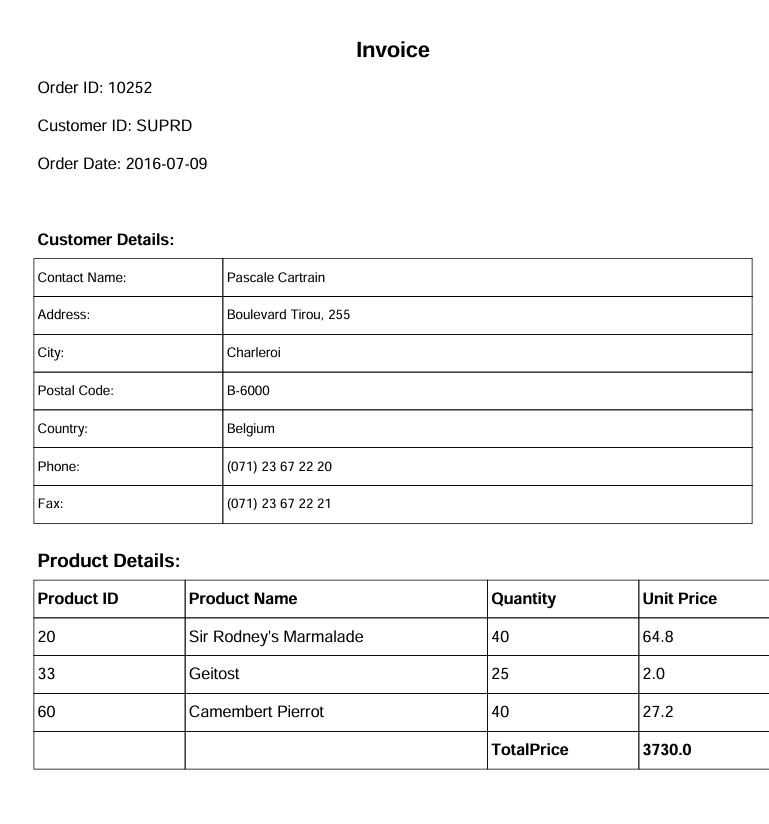 Invoice
Order ID: 10252
Customer ID: SUPRD
Order Date: 2016-07-09
Customer Details:
Contact Name: Pascale Cartrain
Address: Boulevard Tirou, 255
City: Charleroi
Postal Code: B-6000
Country: Belgium
Phone: (071) 23 67 22 20
Fax: (071) 23 67 22 21
Product Details:
Product ID Product Name Quantity Unit Price
20 Sir Rodney's Marmalade 40 64.8
33 Geitost 25 2.0
60 Camembert Pierrot 40 27.2
TotalPrice 3730.0